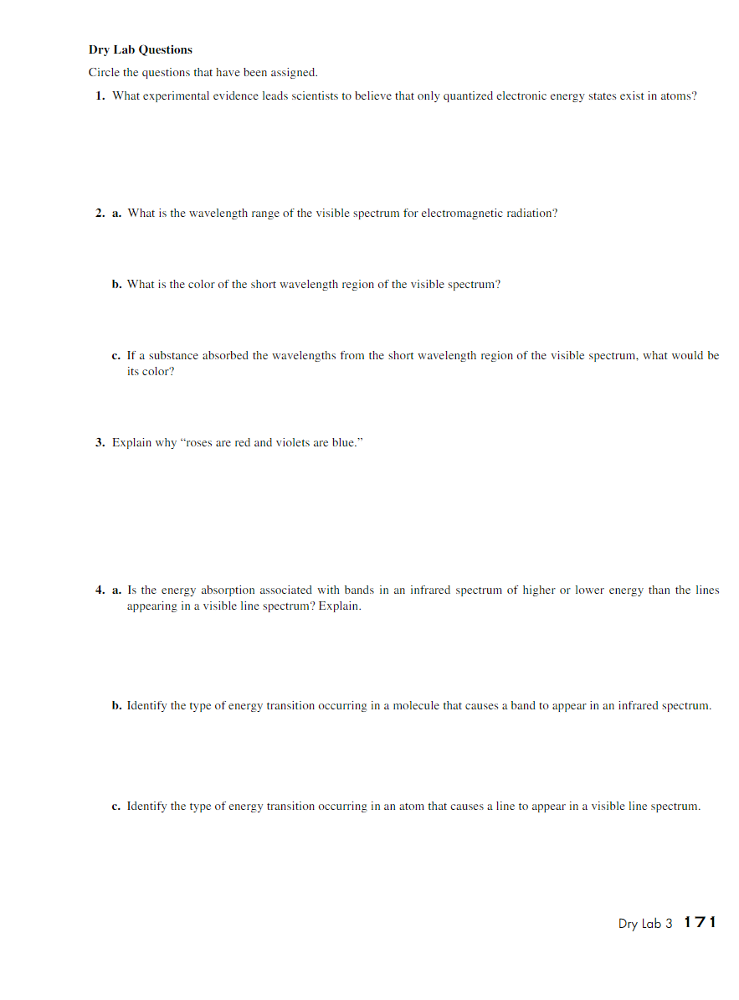 Dry Lab Questions
Circle the questions that have been assigned.
1. What experimental evidence leads scientists to believe that only quantized electronic energy states exist in atoms?
2. a. What is the wavelength range of the visible spectrum for electromagnetic radiation?
b. What is the color of the short wavelength region of the visible spectrum?
c. If a substance absorbed the wavelengths from the short wavelength region of the visible spectrum, what would be
its color?
3. Explain why “roses are red and violets are blue.”
4. a. Is the energy absorption associated with bands in an infrared spectrum of higher or lower energy than the lines
appearing in a visible line spectrum? Explain.
b. Identify the type of energy transition occurring in a molecule that causes a band to appear in an infrared spectrum.
c. Identify the type of energy transition occurring in an atom that causes a line to appear in a visible line spectrum.
Dry Lab 3 171